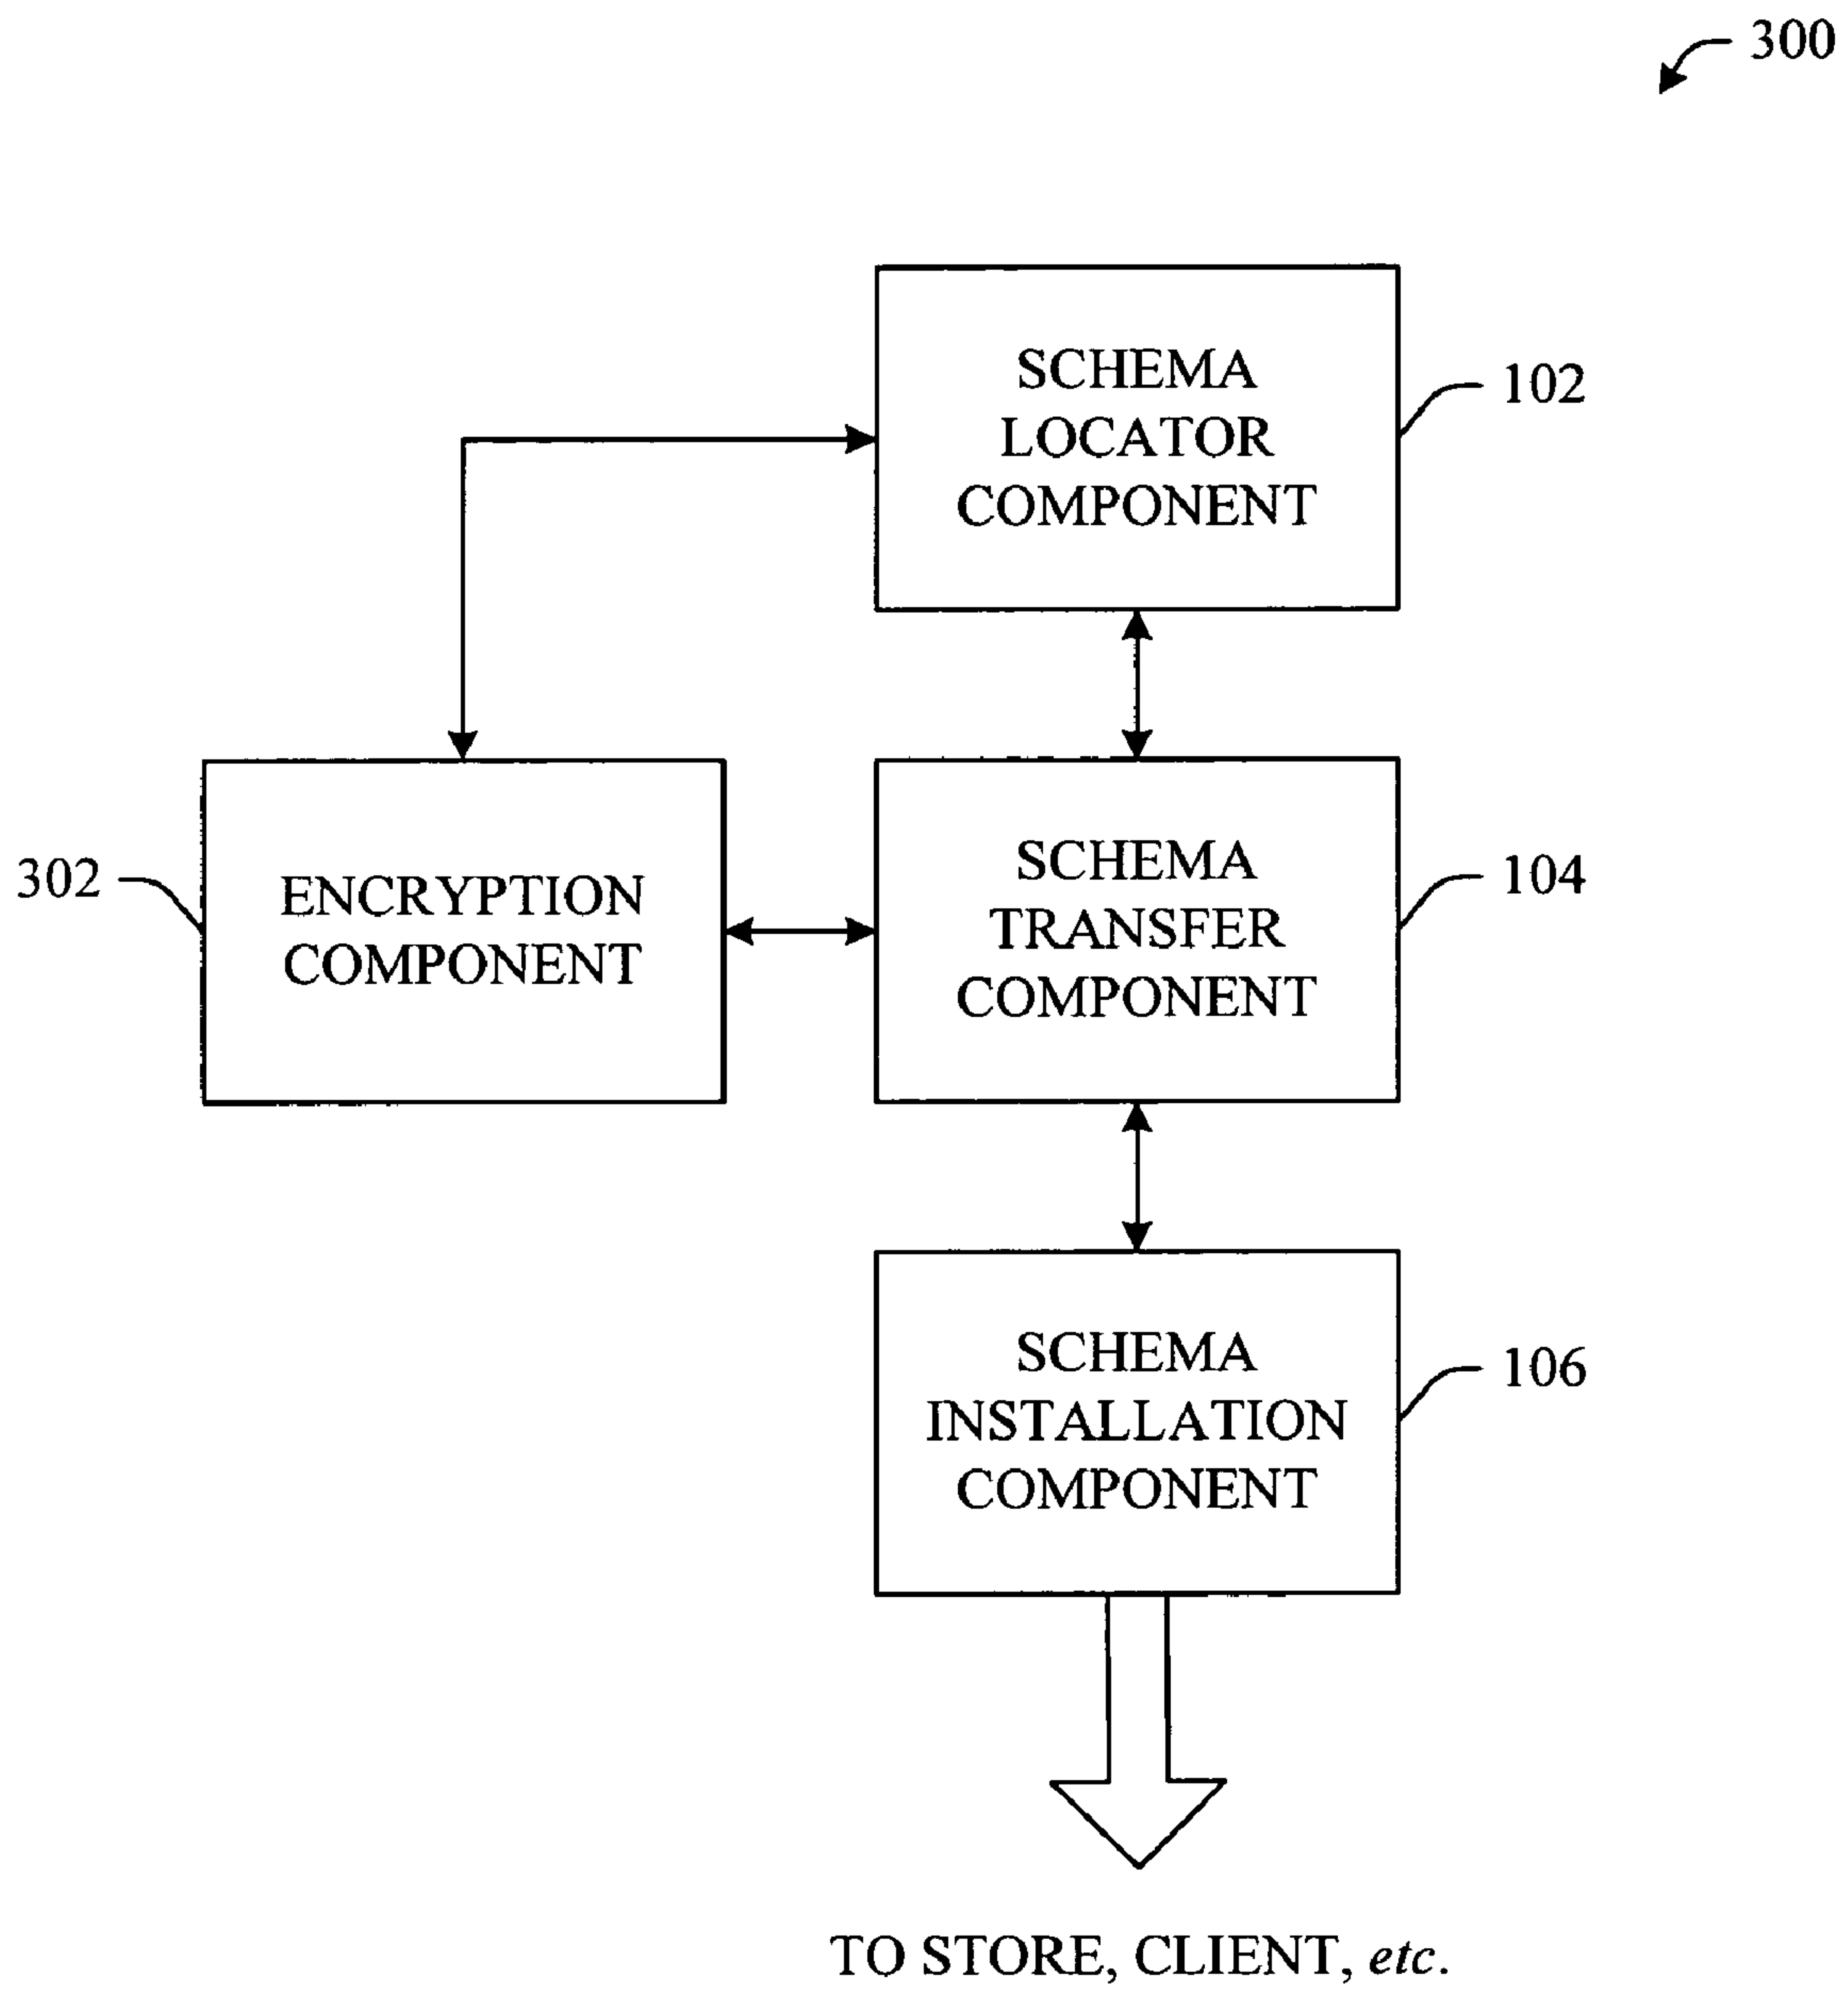 300
SCHEMA
LOCATOR
COMPONENT
102
302
ENCRYPTION
COMPONENT
SCHEMA
TRANSFER
COMPONENT
104
SCHEMA
INSTALLATION
COMPONENT
106
TO STORE, CLIENT, etc.